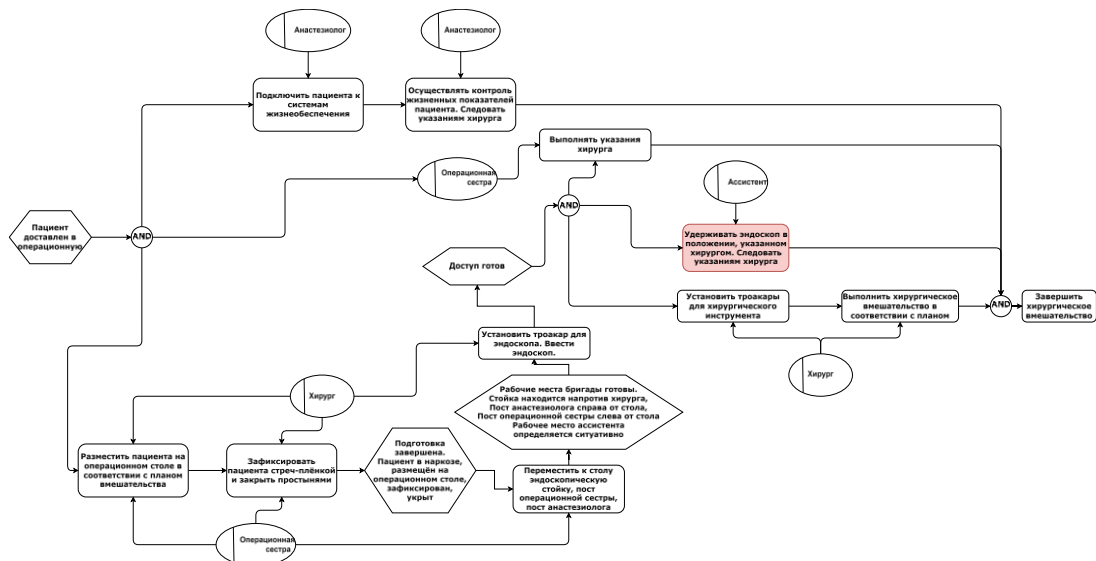 Анастезиолог
Анастезиолог
Подключить пациента к
системам
жизнеобеспечения
Осуществлять контроль
жизненных показателей
пациента. Следовать
указаниям хирурга
Выполнять указания
хирурга
Операционная
сестра
Ассистент
AND
Пациент
доставлен в
операционную
AND
Удерживать эндоскоп в
положении, указанном
хирургом. Следовать
указаниям хирурга
Доступ готов
Установить троакары
для хирургического
инструмента
Выполнить хирургическое
вмешательство в
соответствии с планом
AND
Завершить
хирургическое
вмешательство
Установить троакар для
эндоскопа. Ввести
эндоскоп.
Хирург
Хирург
Рабочие места бригады готовы.
Стойка находится напротив хирурга,
Пост анастезиолога справа от стола,
Пост операционной сестры слева от стола
Рабочее место ассистента
определяется ситуативно
Разместить пациента на
операционном столе в
соответствии с планом
вмешательства
Зафиксировать
пациента стреч-плёнкой
и закрыть простынями
Подготовка
завершена.
Пациент в наркозе,
размещён на
операционном столе,
зафиксирован,
укрыт
Переместить к столу
эндоскопическую
стойку, пост
операционной сестры,
пост анастезиолога
Операционная
сестра